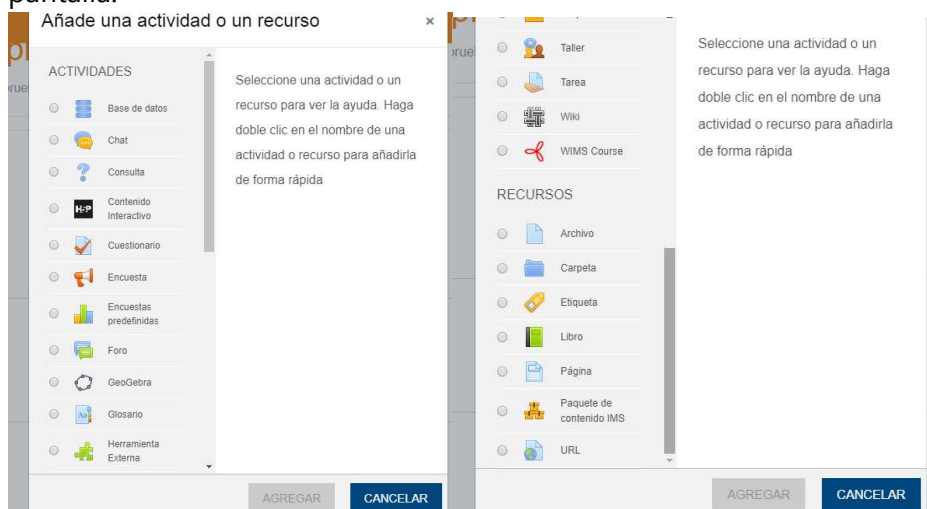 Añade una actividad o un recurso ×
ACTIVIDADES
Base de datos
Chat
Consulta
H5P
Contenido
Interactivo
Cuestionario
Encuesta
Encuestas
predefinidas
Foro
GeoGebra
Glosario
Herramienta
Externa
Seleccione una actividad o un
recurso para ver la ayuda. Haga
doble clic en el nombre de una
actividad o recurso para añadirla
de forma rápida
AGREGAR CANCELAR
Taller
Tarea
Wiki
WIMS Course
RECURSOS
Archivo
Carpeta
Etiqueta
Libro
Página
Paquete de
contenido IMS
URL
Seleccione una actividad o un
recurso para ver la ayuda. Haga
doble clic en el nombre de una
actividad o recurso para añadirla
de forma rápida
AGREGAR CANCELAR